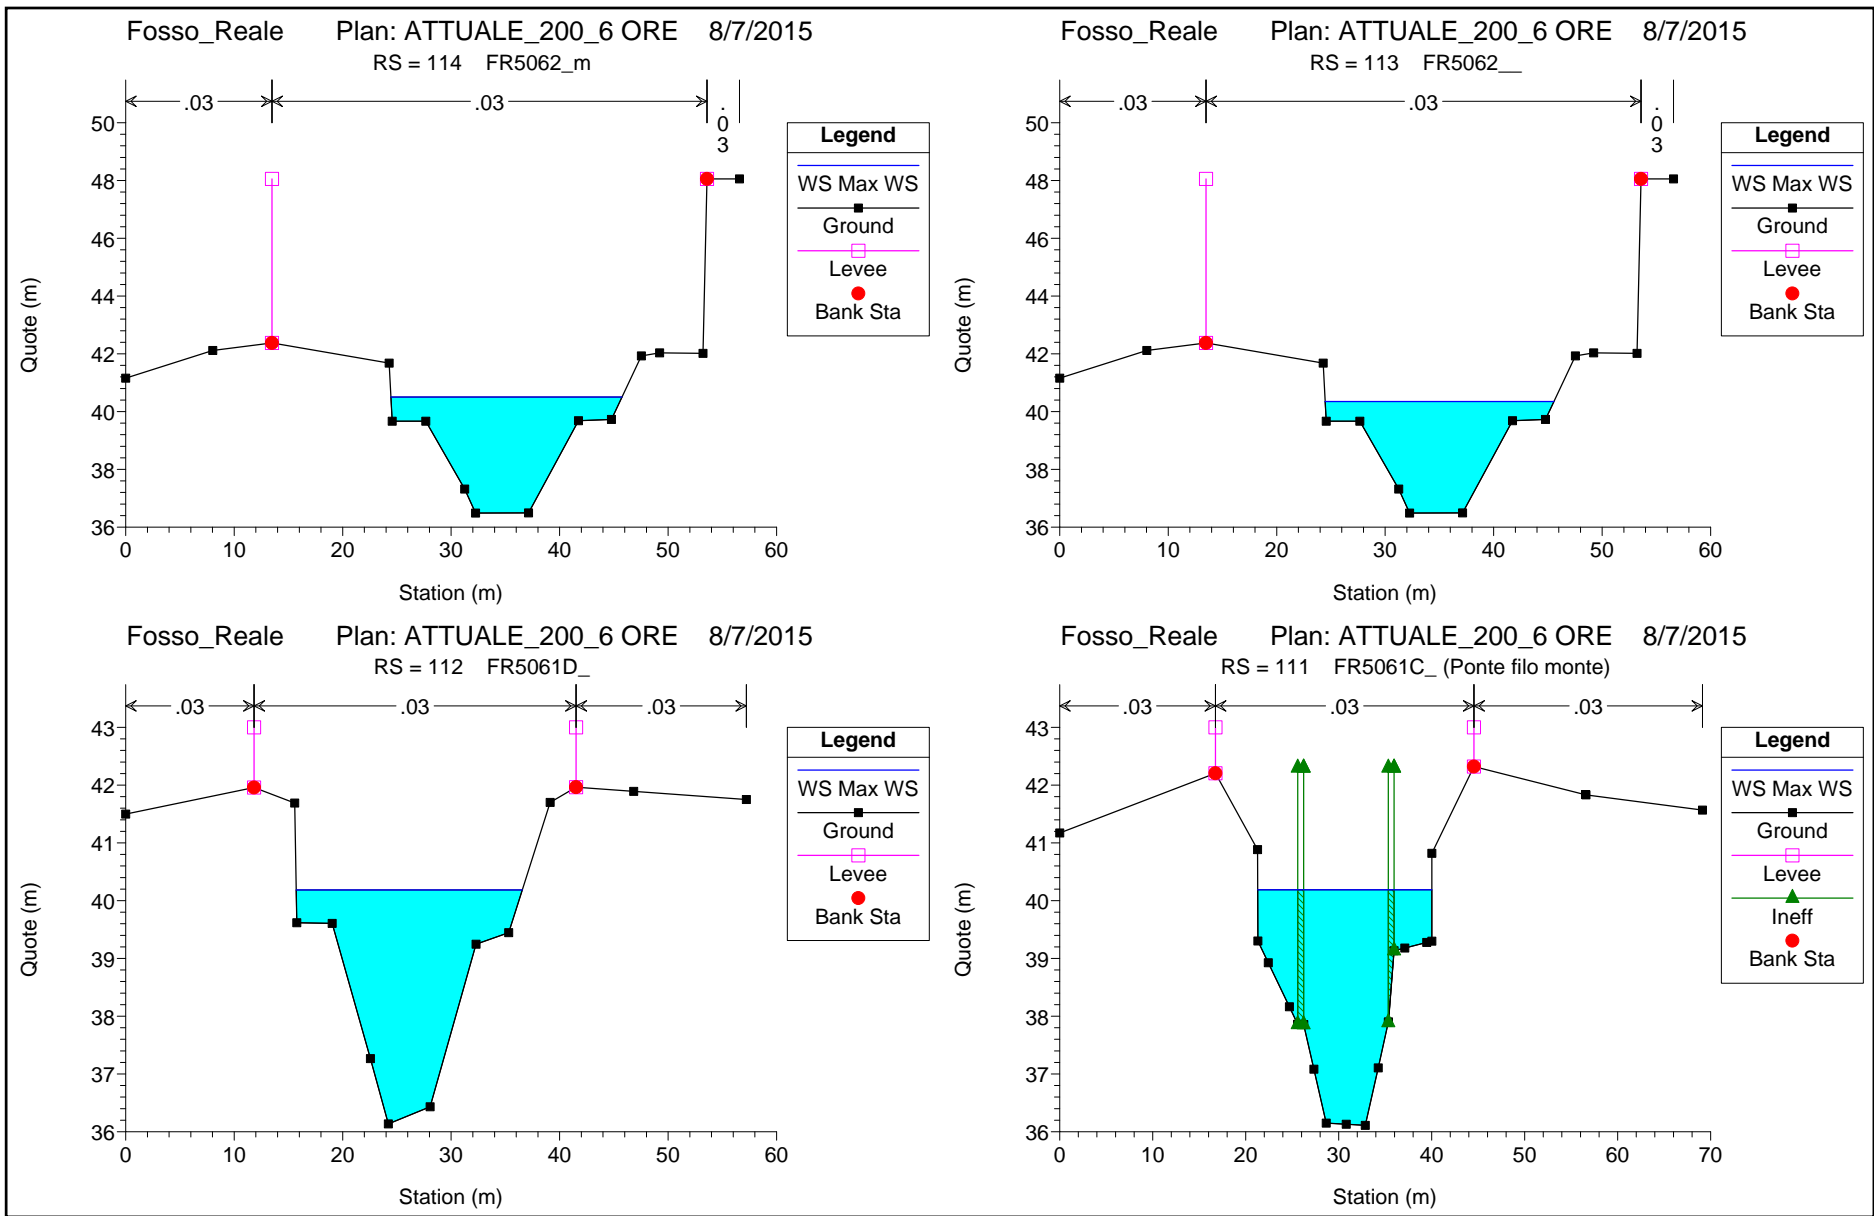 Fosso_Reale Plan: ATTUALE_200_6 ORE 8/7/2015
RS = 114 FR5062_m
.03 .03 .03
50
48
46
44
42
40
38
36
Quote (m)
0 10 20 30 40 50 60
Station (m)
Legend
WS Max WS
Ground
Levee
Bank Sta
Fosso_Reale Plan: ATTUALE_200_6 ORE 8/7/2015
RS = 113 FR5062__
.03 .03 .03
50
48
46
44
42
40
38
36
Quote (m)
0 10 20 30 40 50 60
Station (m)
Legend
WS Max WS
Ground
Levee
Bank Sta
Fosso_Reale Plan: ATTUALE_200_6 ORE 8/7/2015
RS = 112 FR5061D_
.03 .03 .03
43
42
41
40
39
38
37
36
Quote (m)
0 10 20 30 40 50 60
Station (m)
Legend
WS Max WS
Ground
Levee
Bank Sta
Fosso_Reale Plan: ATTUALE_200_6 ORE 8/7/2015
RS = 111 FR5061C_ (Ponte filo monte)
.03 .03 .03
43
42
41
40
39
38
37
36
Quote (m)
0 10 20 30 40 50 60 70
Station (m)
Legend
WS Max WS
Ground
Levee
Ineff
Bank Sta